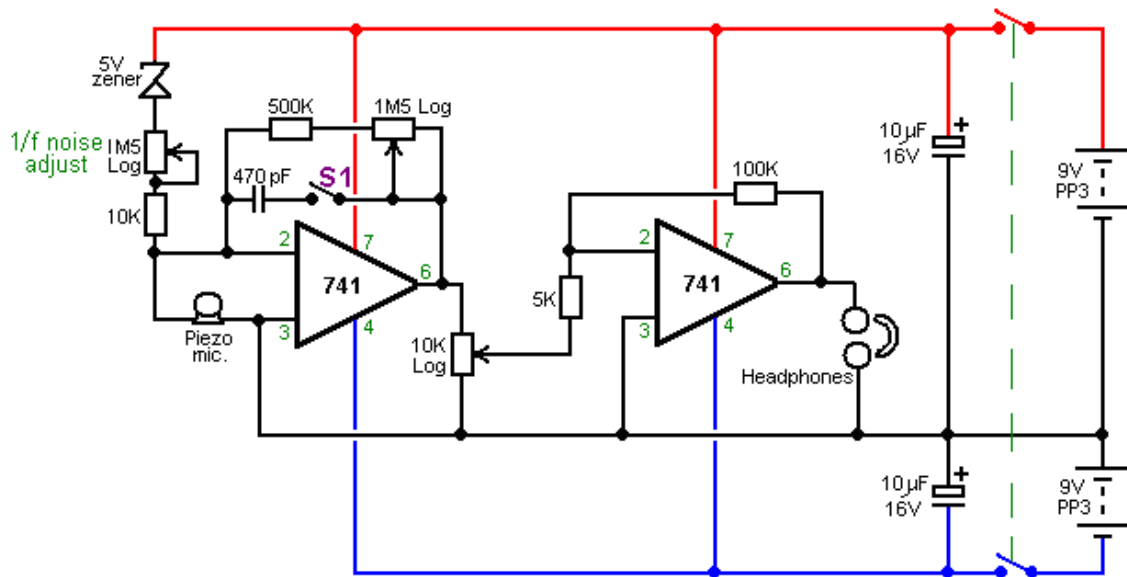 5V
zener
1/f noise
adjust
1M5
Log
10K
500K
1M5 Log
470 pF
S1
2
3
7
4
6
741
Piezo
mic.
10K
Log
5K
100K
2
3
7
4
6
741
Headphones
10µF
16V
+
9V
PP3
10µF
16V
+
9V
PP3